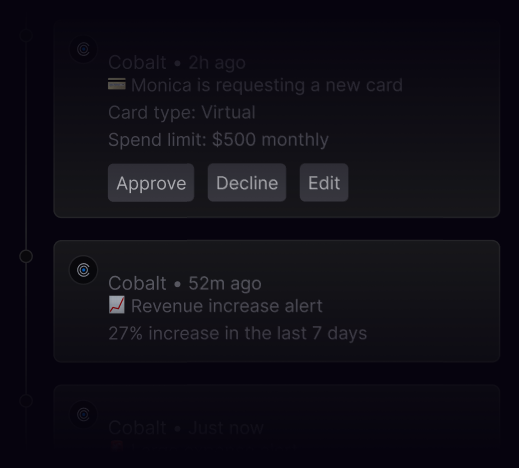 Cobalt • 2h ago
💳 Monica is requesting a new card
Card type: Virtual
Spend limit: $500 monthly
Approve Decline Edit
Cobalt • 52m ago
📈 Revenue increase alert
27% increase in the last 7 days
Cobalt • Just now